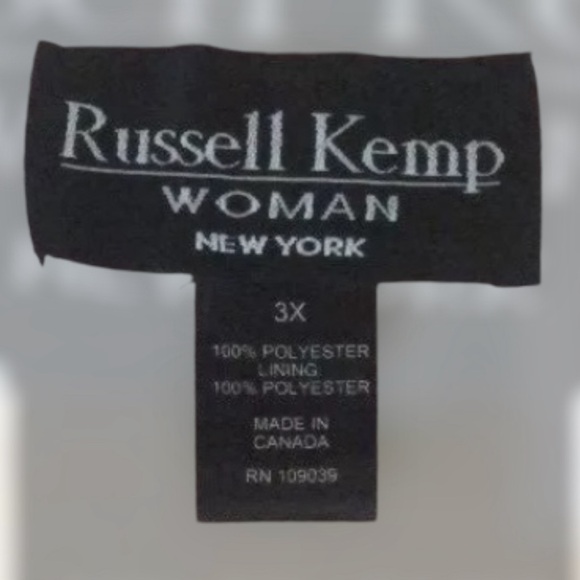 Russell Kemp
WOMAN
NEW YORK
3X
100% POLYESTER
LINING:
100% POLYESTER
MADE IN
CANADA
RN 109039